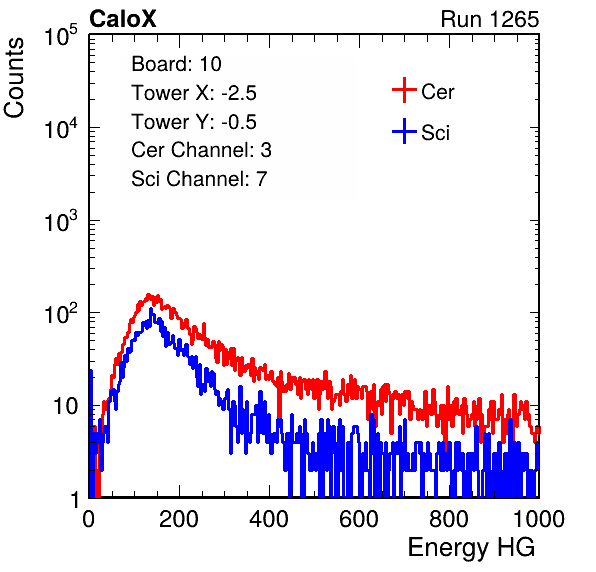 CaloX Run 1265
Counts
10^5
10^4
10^3
10^2
10
1
Board: 10
Tower X: -2.5
Tower Y: -0.5
Cer Channel: 3
Sci Channel: 7
Cer
Sci
0 200 400 600 800 1000
Energy HG